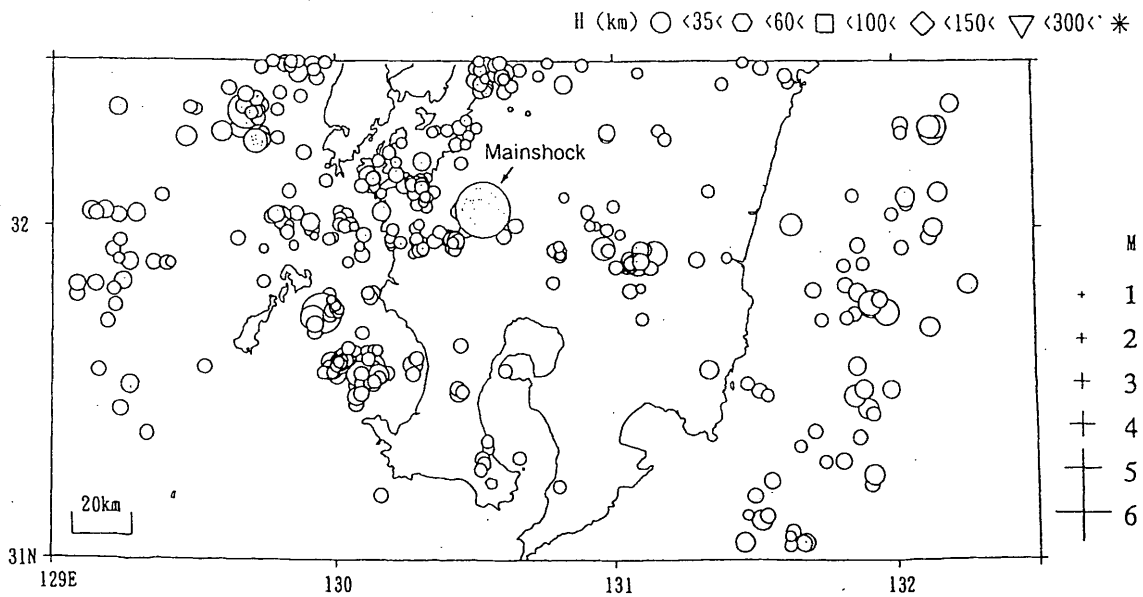 H (km) ○ <35< ⬡ <60< □ <100< ◇ <150< ▽ <300< *
Mainshock
32
M
1
2
3
4
5
6
20km
31N
129E 130 131 132